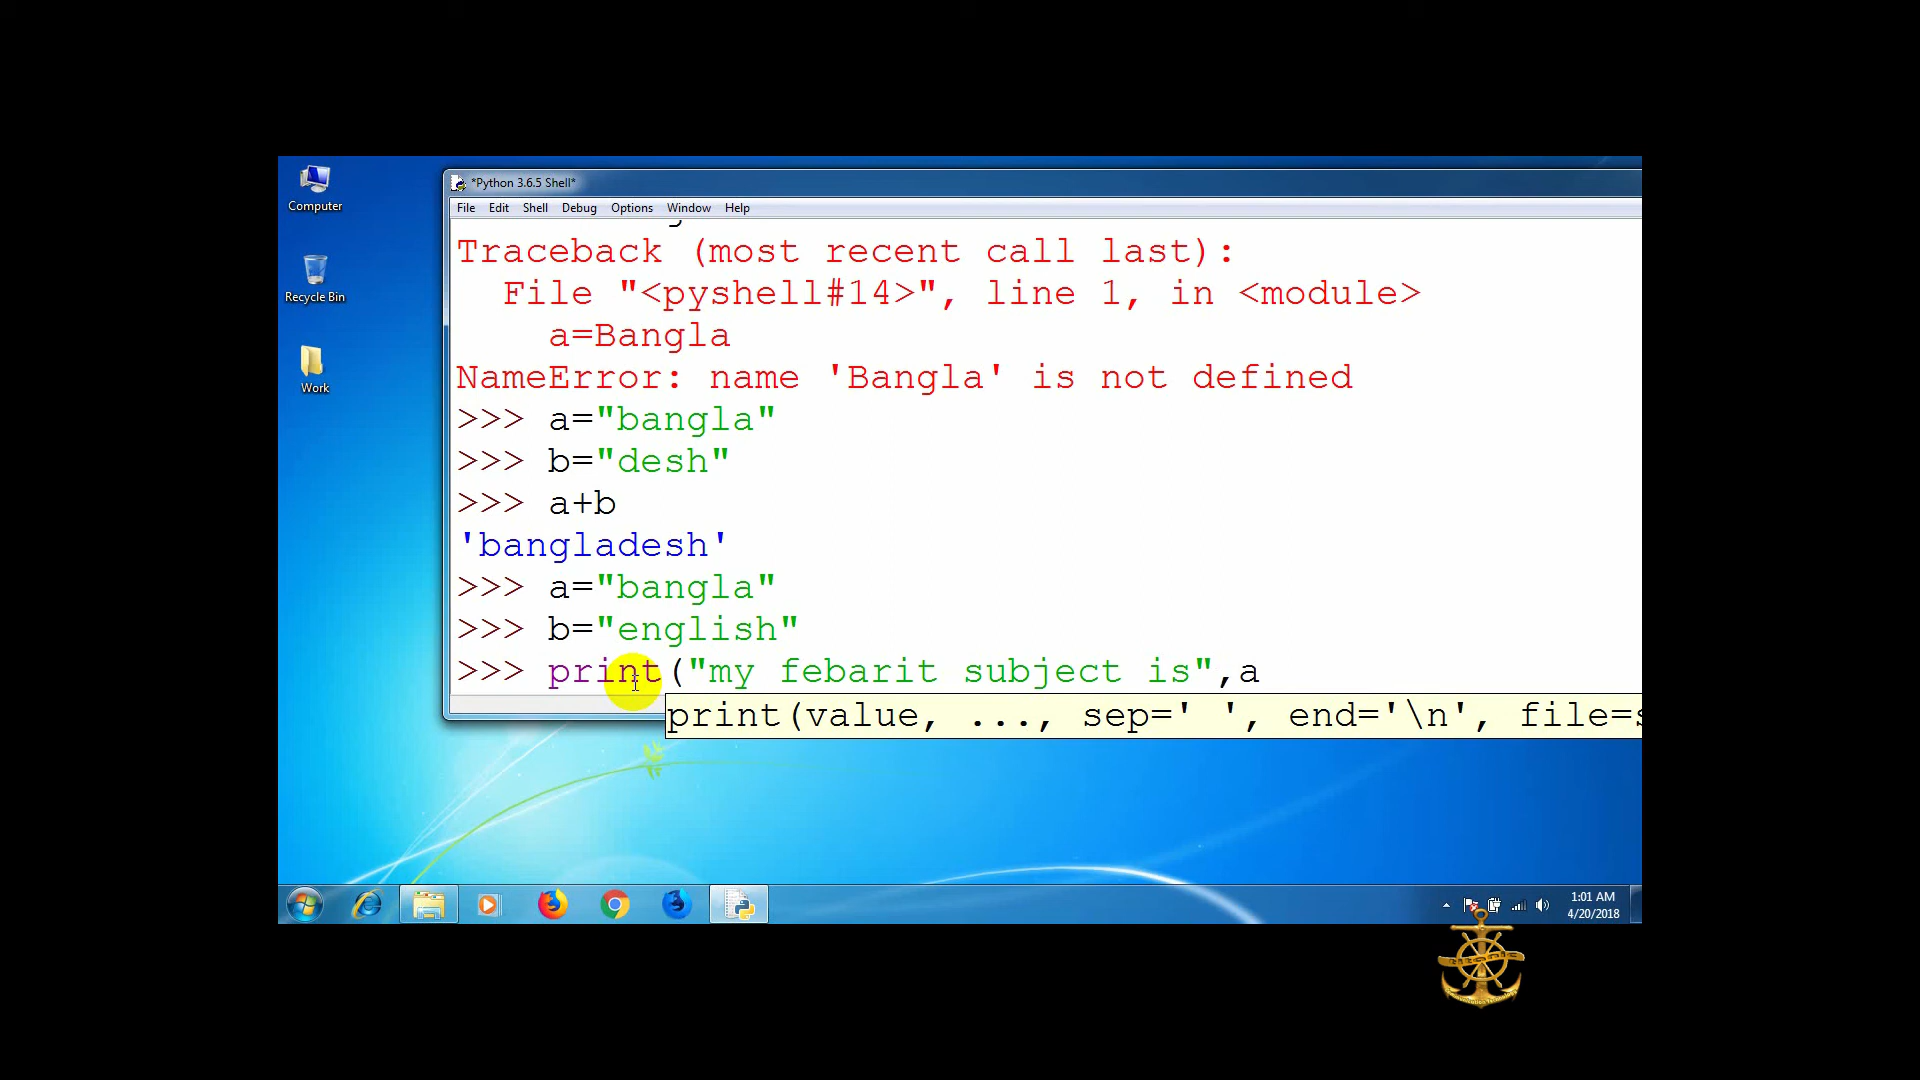 Computer
Recycle Bin
Work
*Python 3.6.5 Shell*
File Edit Shell Debug Options Window Help
Traceback (most recent call last):
File "<pyshell#14>", line 1, in <module>
a=Bangla
NameError: name 'Bangla' is not defined
>>> a="bangla"
>>> b="desh"
>>> a+b
'bangladesh'
>>> a="bangla"
>>> b="english"
>>> print("my febarit subject is",a
print(value, ..., sep=' ', end='\n', file=s
1:01 AM
4/20/2018